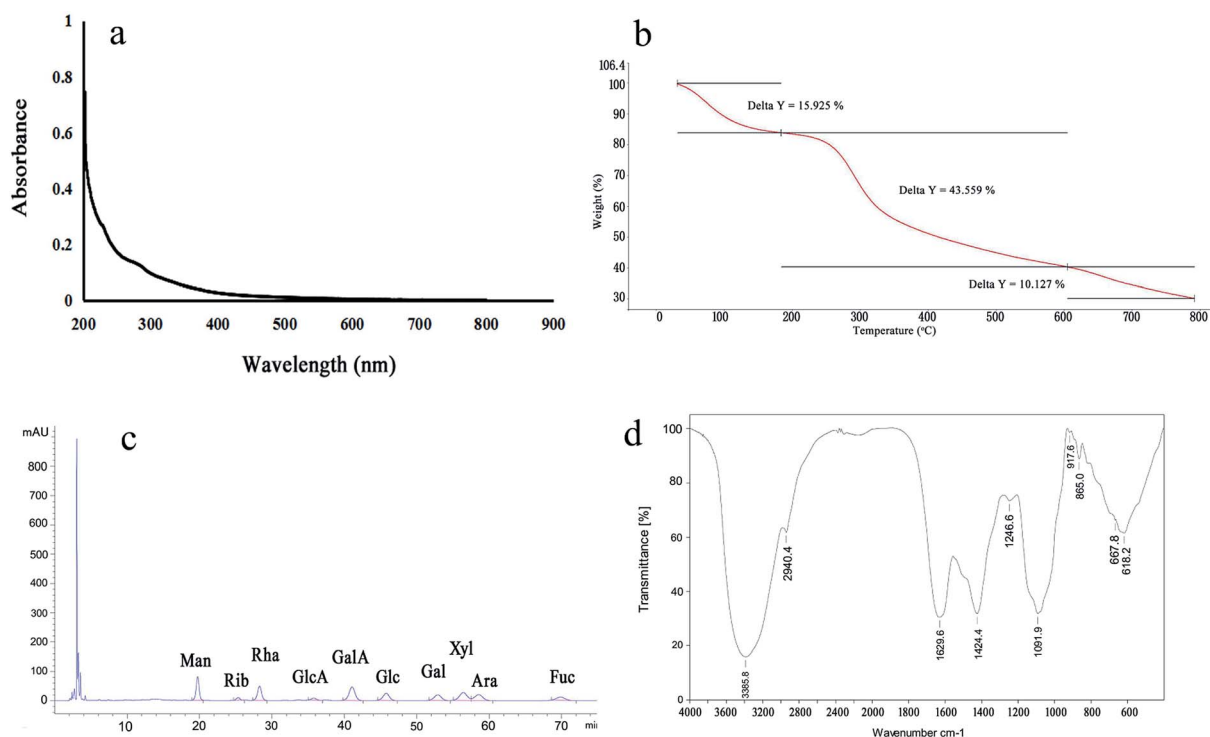 a
1
0.8
0.6
0.4
0.2
0
200 300 400 500 600 700 800 900
Absorbance
Wavelength (nm)
b
106.4
100
90
80
70
60
50
40
30
Weight (%)
Delta Y = 15.925 %
Delta Y = 43.559 %
Delta Y = 10.127 %
0 100 200 300 400 500 600 700 800
Temperature (°C)
c
mAU
800
700
600
500
400
300
200
100
0
Man
Rib
Rha
GlcA
GalA
Glc
Gal
Xyl
Ara
Fuc
10 20 30 40 50 60 70 min
d
100
80
60
40
20
0
Transmittance [%]
3385.8
2940.4
1629.6
1424.4
1246.6
1091.9
917.6
865.0
667.8
618.2
4000 3200 2800 1800 1600 1400 1200 1000 800 600
Wavenumber cm-1